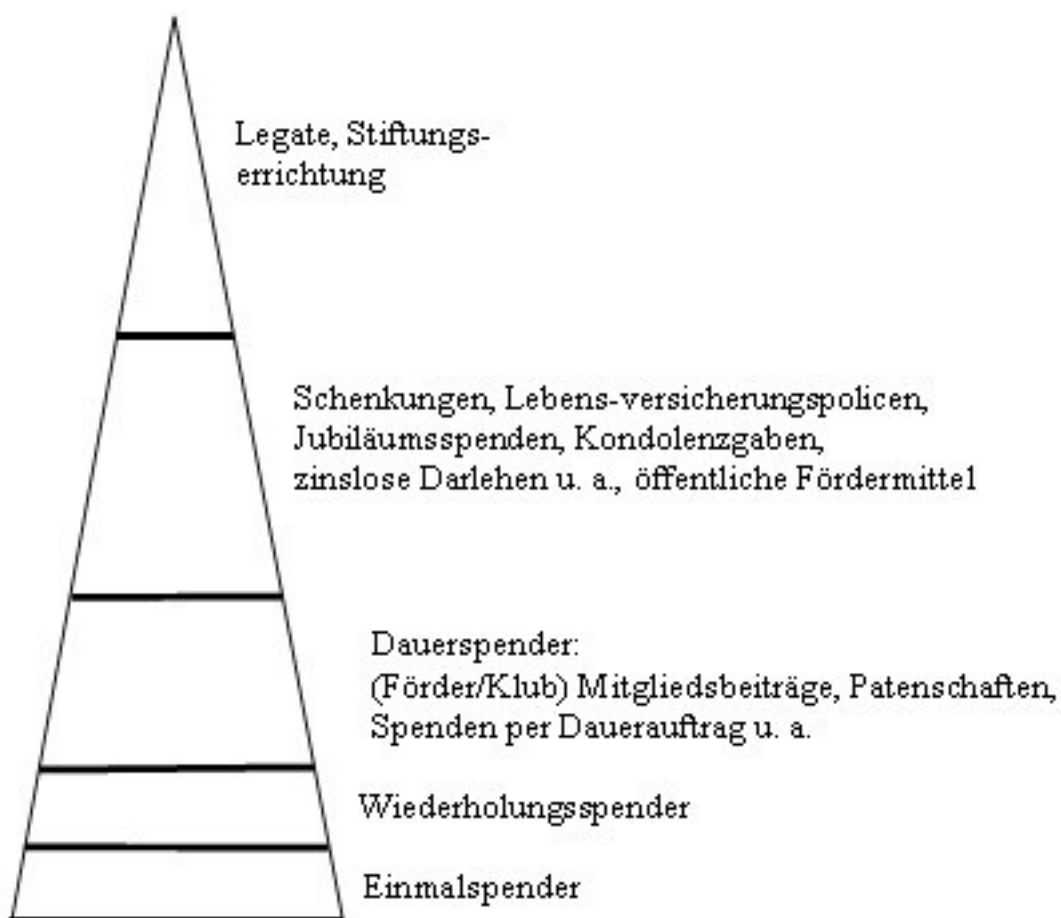 Legate, Stiftungs-
errichtung
Schenkungen, Lebens-versicherungspolicen,
Jubiläumsspenden, Kondolenzgaben,
zinslose Darlehen u. a., öffentliche Fördermittel
Dauerspender:
(Förder/Klub) Mitgliedsbeiträge, Patenschaften,
Spenden per Dauerauftrag u. a.
Wiederholungsspender
Einmalspender